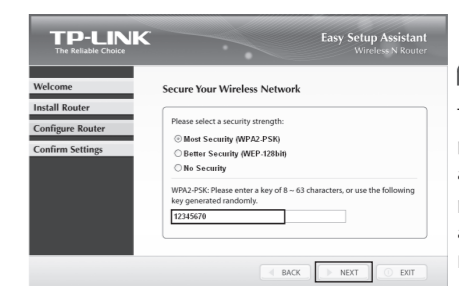 TP-LINK
The Reliable Choice
Easy Setup Assistant
Wireless N Router
Welcome
Install Router
Configure Router
Confirm Settings
Secure Your Wireless Network
Please select a security strength:
Most Security (WPA2-PSK)
Better Security (WEP-128bit)
No Security
WPA2-PSK: Please enter a key of 8 ~ 63 characters, or use the following
key generated randomly.
12345670
BACK
NEXT
EXIT